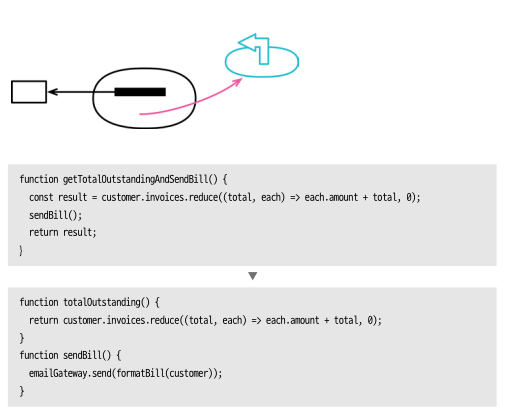 function getTotalOutstandingAndSendBill() {
  const result = customer.invoices.reduce((total, each) => each.amount + total, 0);
  sendBill();
  return result;
}
function totalOutstanding() {
  return customer.invoices.reduce((total, each) => each.amount + total, 0);
}
function sendBill() {
  emailGateway.send(formatBill(customer));
}